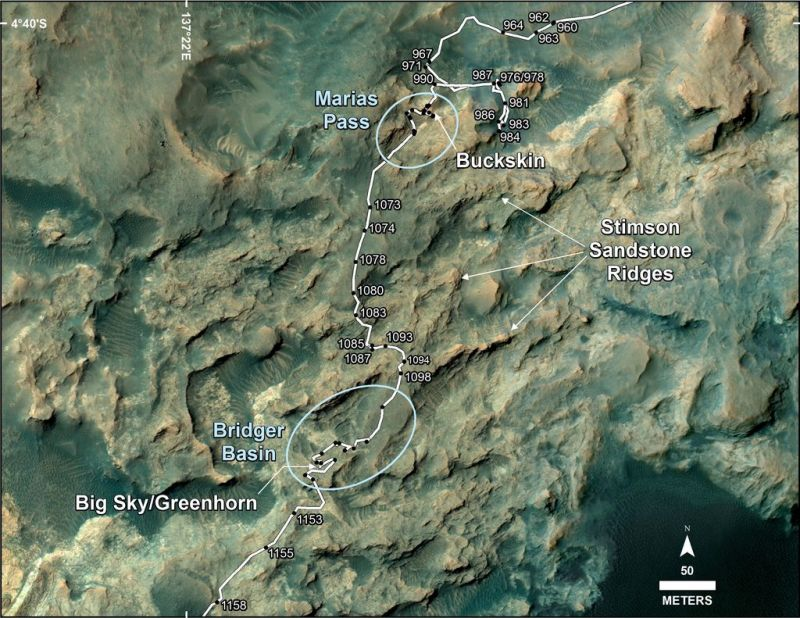 4°40'S
137°22'E
964
962
960
963
967
971
990
987
976/978
981
986
983
984
Marias
Pass
Buckskin
1073
1074
1078
1080
1083
1085
1087
1093
1094
1098
Stimson
Sandstone
Ridges
Bridger
Basin
Big Sky/Greenhorn
1153
1155
1158
N
50
METERS